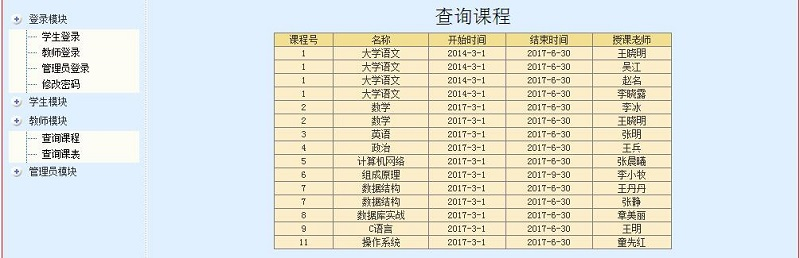 登录模块
学生登录
教师登录
管理员登录
修改密码
学生模块
教师模块
查询课程
查询课表
管理员模块
查询课程
课程号 名称 开始时间 结束时间 授课老师
1 大学语文 2014-3-1 2017-6-30 王晓明
1 大学语文 2014-3-1 2017-6-30 吴江
1 大学语文 2014-3-1 2017-6-30 赵名
1 大学语文 2014-3-1 2017-6-30 李晓露
2 数学 2017-3-1 2017-6-30 李冰
2 数学 2017-3-1 2017-6-30 王晓明
3 英语 2017-3-1 2017-6-30 张明
4 政治 2017-3-1 2017-6-30 王兵
5 计算机网络 2017-3-1 2017-6-30 张晨曦
6 组成原理 2017-3-1 2017-9-30 李小牧
7 数据结构 2017-3-1 2017-6-30 王丹丹
7 数据结构 2017-3-1 2017-6-30 张静
8 数据库实战 2017-3-1 2017-6-30 章美丽
9 C语言 2017-3-1 2017-6-30 王明
11 操作系统 2017-3-1 2017-6-30 童先红